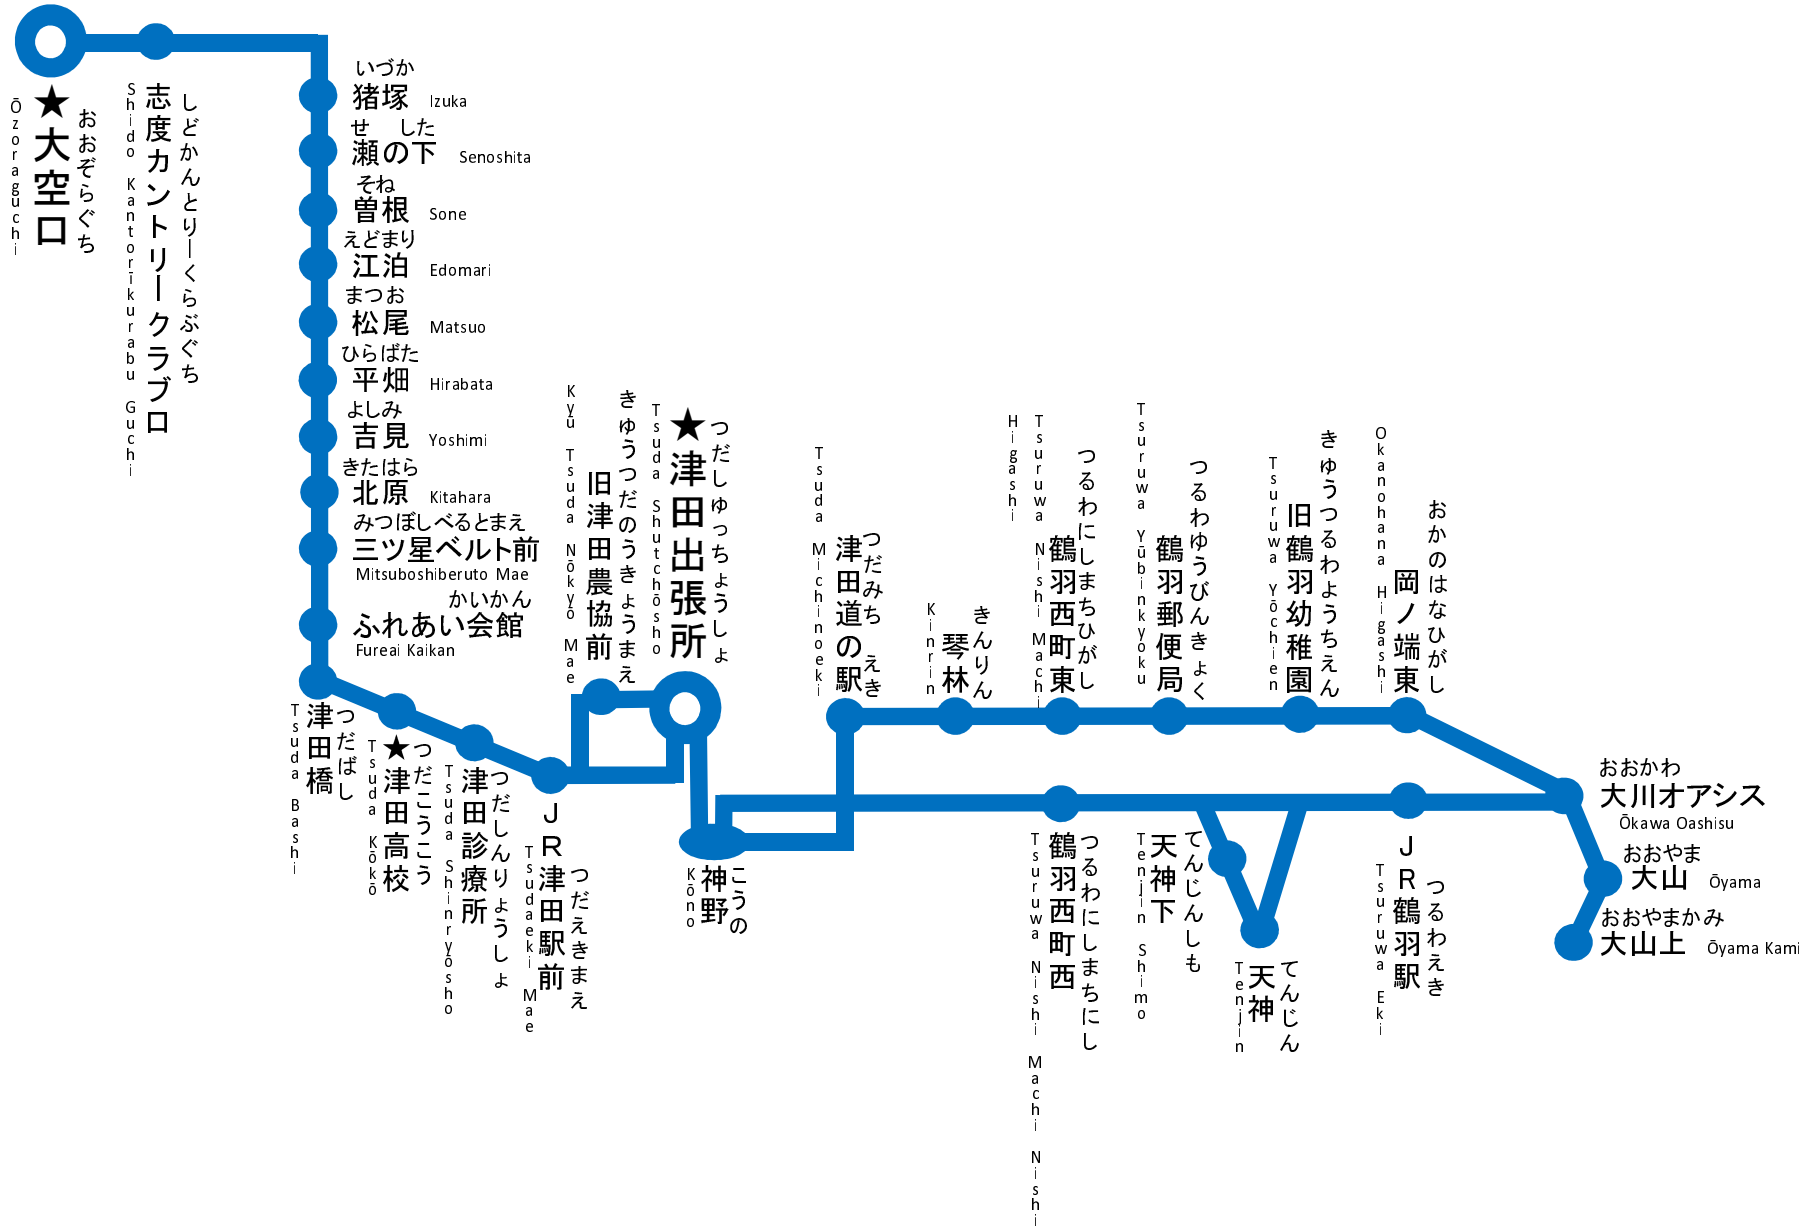 ★大空口
おおぞらぐち
Ōzoraguchi
志度カントリークラブ口
しどかんとりーくらぶぐち
Shido Kantorīkurabu Guchi
いづか
猪塚 Izuka
せ した
瀬の下 Senoshita
そね
曽根 Sone
えどまり
江泊 Edomari
まつお
松尾 Matsuo
ひらばた
平畑 Hirabata
よしみ
吉見 Yoshimi
きたはら
北原 Kitahara
みつぼしべるとまえ
三ツ星ベルト前
Mitsuboshiberuto Mae
かいかん
ふれあい会館
Fureai Kaikan
津田橋
つだばし
Tsuda Bashi
★津田高校
つだこうこう
Tsuda Kōkō
津田診療所
つだしんりょうしょ
Tsuda Shinryōsho
JR津田駅前
つだえきまえ
Tsudaeki Mae
旧津田農協前
きゅうつだのうきょうまえ
Kyū Tsuda Nōkyō Mae
★津田出張所
つだしゅっちょうしょ
Tsuda Shutchōsho
神野
こうの
Kōno
津田道の駅
つだみち えき
Tsuda Michinoeki
琴林
きんりん
Kinrin
鶴羽西町東
つるわにしまちひがし
Tsuruwa Nishi Machi
Higashi
鶴羽郵便局
つるわゆうびんきょく
Tsuruwa Yūbinkyoku
旧鶴羽幼稚園
きゅうつるわようちえん
Tsuruwa Yōchien
岡ノ端東
おかのはなひがし
Okanohana Higashi
鶴羽西町西
つるわにしまちにし
Tsuruwa Nishi Machi Nishi
天神下
てんじんしも
Tenjin Shimo
天神
てんじん
Tenjin
JR鶴羽駅
つるわえき
Tsuruwa Eki
おおかわ
大川オアシス
Ōkawa Oashisu
おおやま
大山 Ōyama
おおやまかみ
大山上 Ōyama Kami